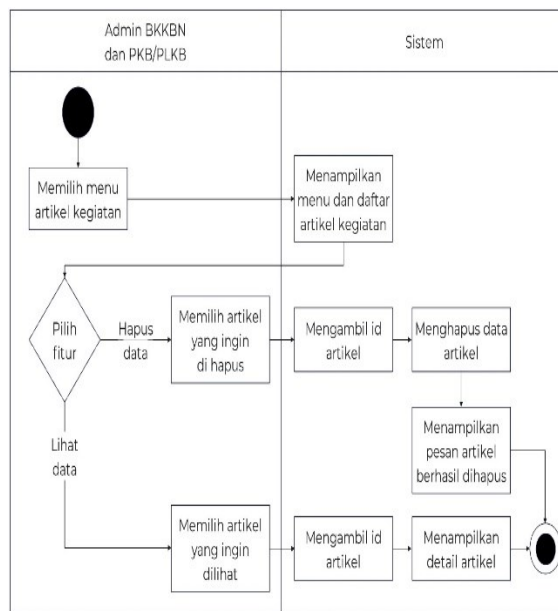 Admin BKKBN
dan PKB/PLKB
Sistem
Memilih menu
artikel kegiatan
Menampilkan
menu dan daftar
artikel kegiatan
Pilih
fitur
Hapus
data
Memilih artikel
yang ingin
di hapus
Mengambil id
artikel
Menghapus data
artikel
Menampilkan
pesan artikel
berhasil dihapus
Lihat
data
Memilih artikel
yang ingin
dilihat
Mengambil id
artikel
Menampilkan
detail artikel